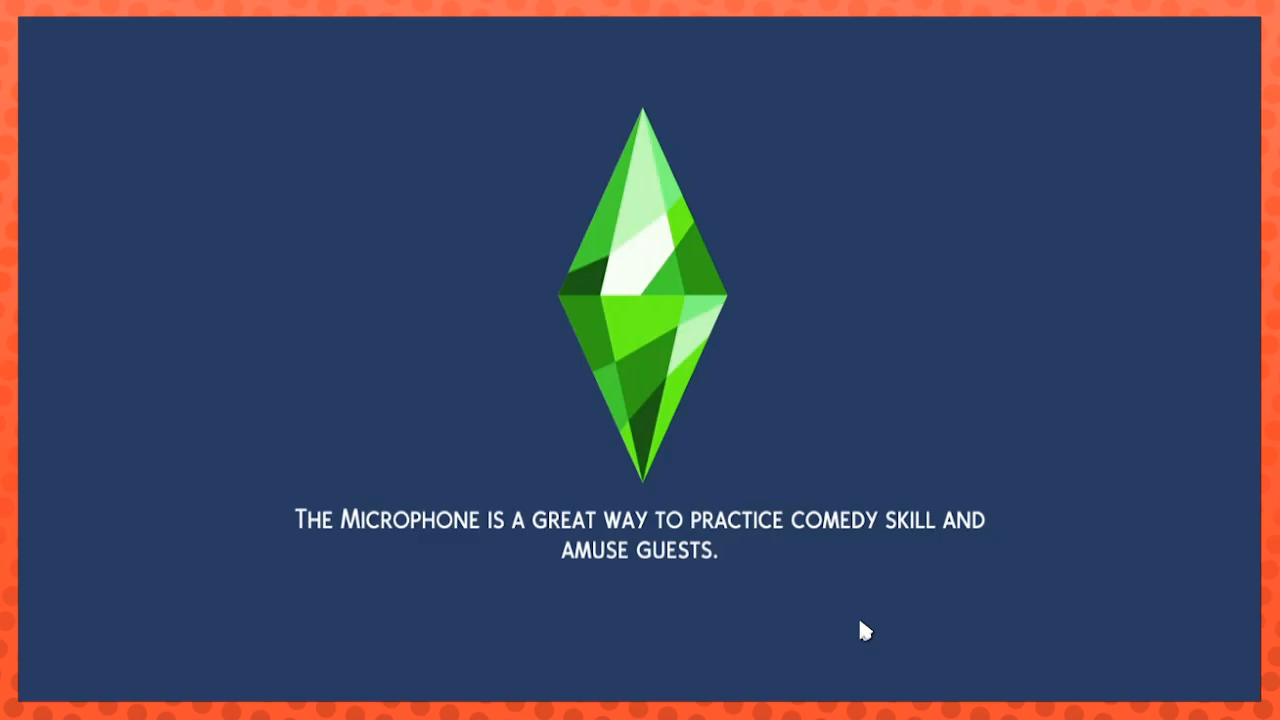 The Microphone is a great way to practice comedy skill and
amuse guests.